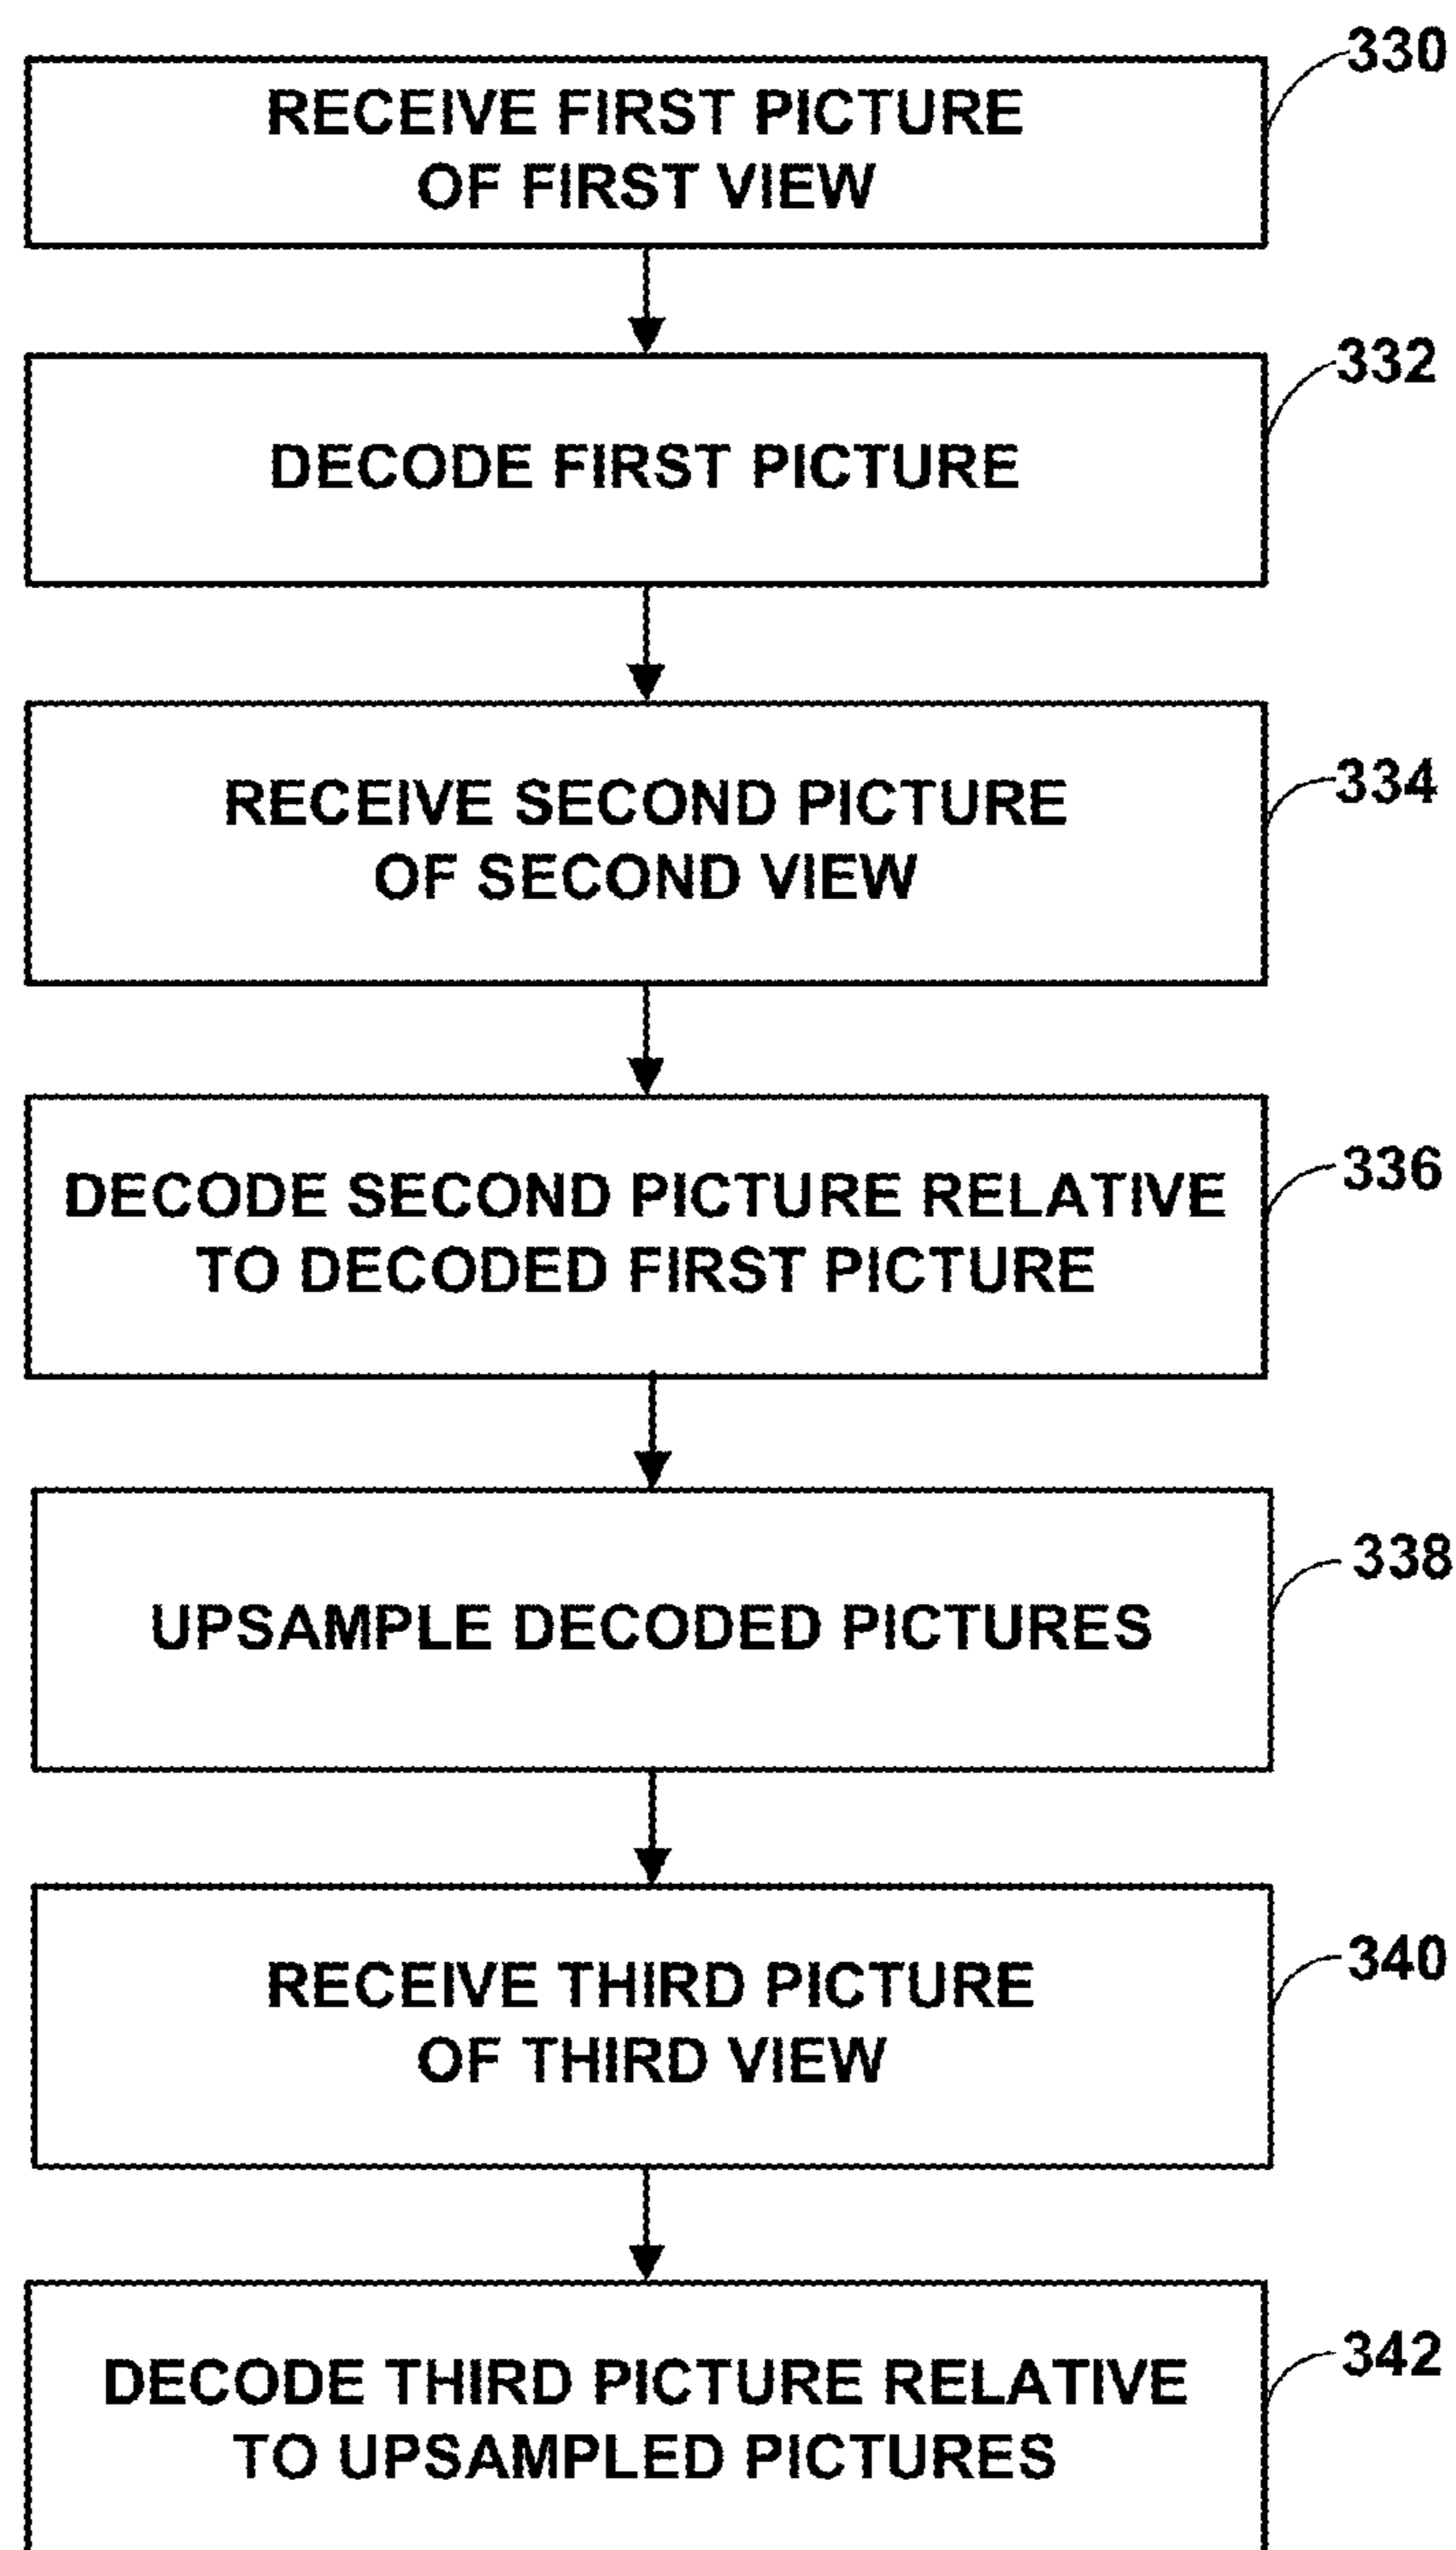 330
RECEIVE FIRST PICTURE
OF FIRST VIEW
332
DECODE FIRST PICTURE
334
RECEIVE SECOND PICTURE
OF SECOND VIEW
336
DECODE SECOND PICTURE RELATIVE
TO DECODED FIRST PICTURE
338
UPSAMPLE DECODED PICTURES
340
RECEIVE THIRD PICTURE
OF THIRD VIEW
342
DECODE THIRD PICTURE RELATIVE
TO UPSAMPLED PICTURES